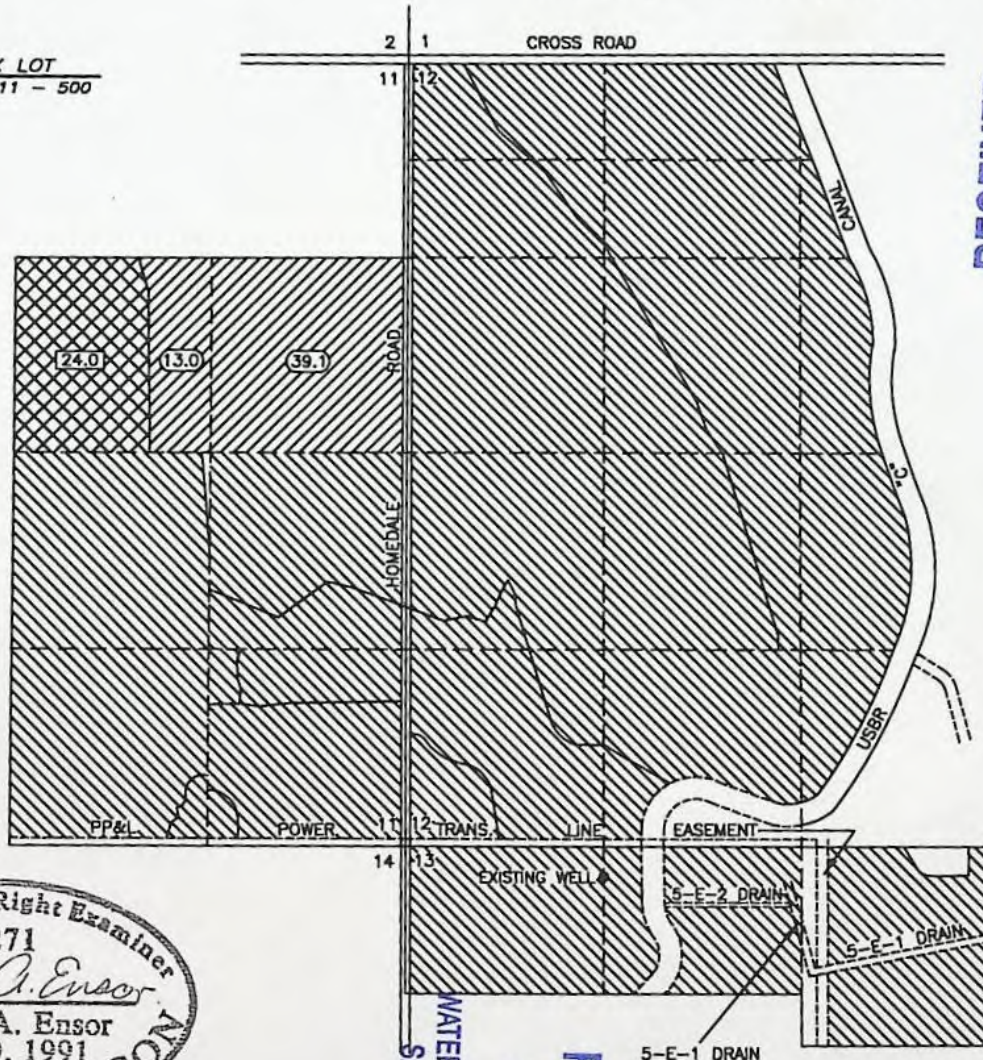 2 1 CROSS ROAD
LOT
11 - 500
11 12
CANAL
24.0 13.0 39.1
ROAD
HOMEDALE
"C"
USBR
PP&L POWER 11 12 TRANS. LINE EASEMENT
14 13
EXISTING WELL
5-E-2 DRAIN
5-E-1 DRAIN
Right Examiner
A. Ensor
A. Ensor
1991
WATER
5-E-1 DRAIN